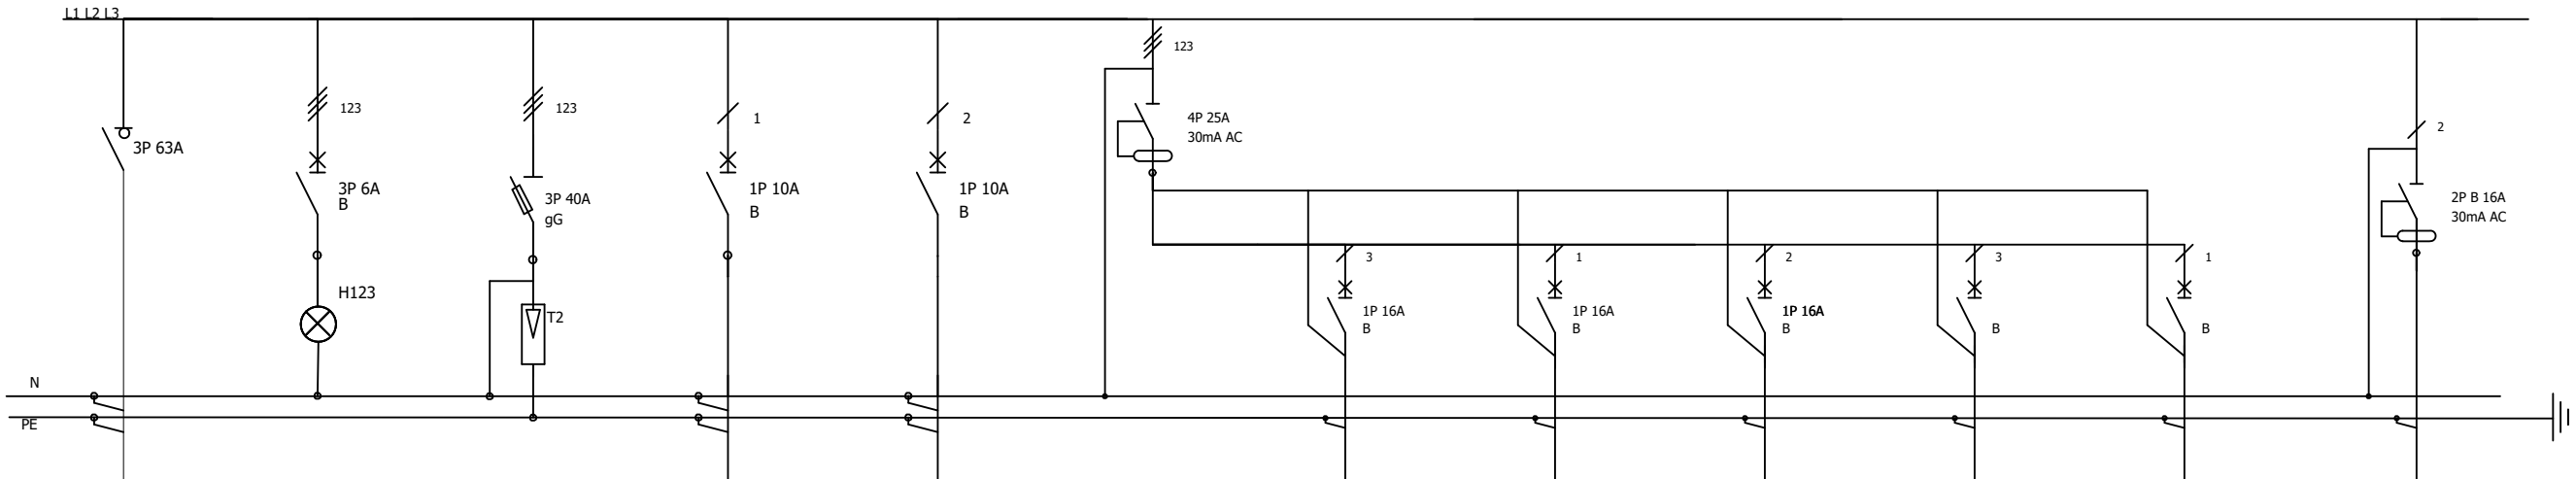 L1 L2 L3
3P 63A
123
3P 6A
B
H123
123
3P 40A
gG
T2
1
1P 10A
B
2
1P 10A
B
123
4P 25A
30mA AC
3
1P 16A
B
1
1P 16A
B
2
1P 16A
B
3
B
1
B
2
2P B 16A
30mA AC
N
PE